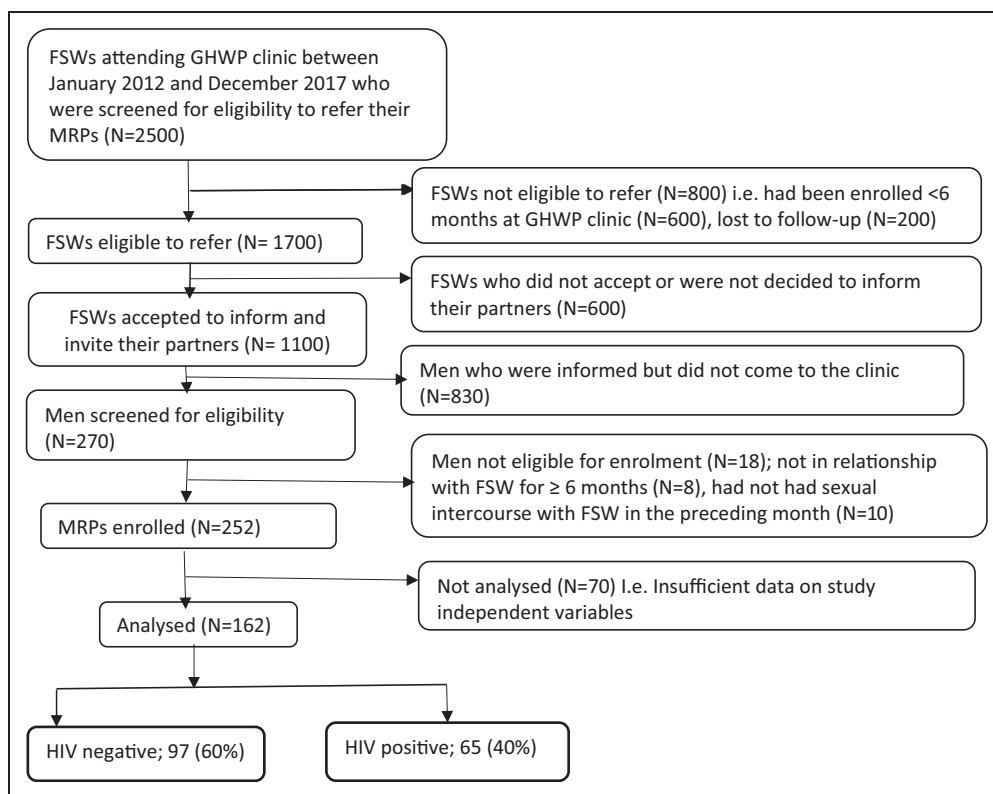 FSWs attending GHWP clinic between
January 2012 and December 2017 who
were screened for eligibility to refer their
MRPs (N=2500)
FSWs not eligible to refer (N=800) i.e. had been enrolled <6
months at GHWP clinic (N=600), lost to follow-up (N=200)
FSWs eligible to refer (N= 1700)
FSWs who did not accept or were not decided to inform
their partners (N=600)
FSWs accepted to inform and
invite their partners (N= 1100)
Men who were informed but did not come to the clinic
(N=830)
Men screened for eligibility
(N=270)
Men not eligible for enrolment (N=18); not in relationship
with FSW for ≥ 6 months (N=8), had not had sexual
intercourse with FSW in the preceding month (N=10)
MRPs enrolled (N=252)
Not analysed (N=70) I.e. Insufficient data on study
independent variables
Analysed (N=162)
HIV negative; 97 (60%)
HIV positive; 65 (40%)